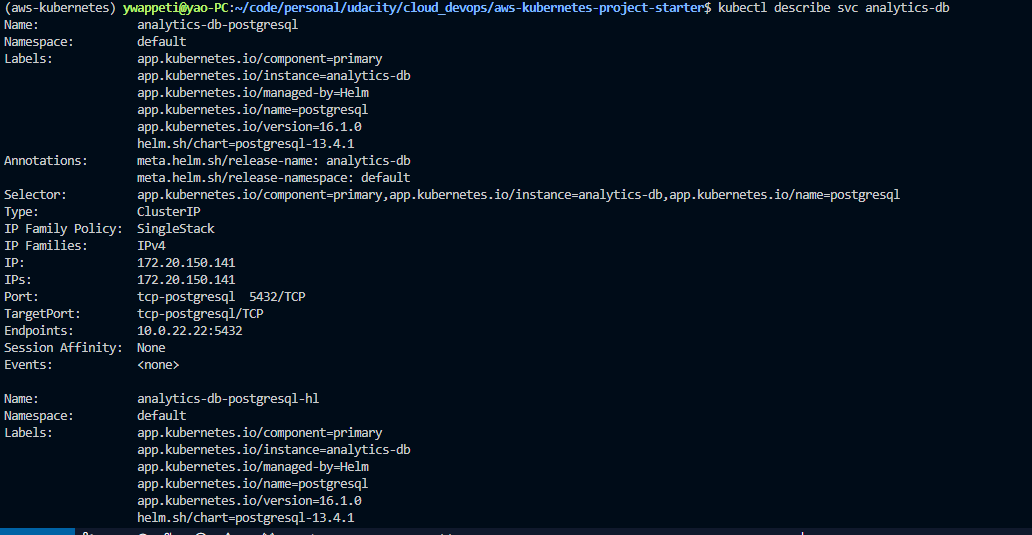 (aws-kubernetes) ywappeti@yao-PC:~/code/personal/udacity/cloud_devops/aws-kubernetes-project-starter$ kubectl describe svc analytics-db
Name:              analytics-db-postgresql
Namespace:         default
Labels:            app.kubernetes.io/component=primary
                   app.kubernetes.io/instance=analytics-db
                   app.kubernetes.io/managed-by=Helm
                   app.kubernetes.io/name=postgresql
                   app.kubernetes.io/version=16.1.0
                   helm.sh/chart=postgresql-13.4.1
Annotations:       meta.helm.sh/release-name: analytics-db
                   meta.helm.sh/release-namespace: default
Selector:          app.kubernetes.io/component=primary,app.kubernetes.io/instance=analytics-db,app.kubernetes.io/name=postgresql
Type:              ClusterIP
IP Family Policy:  SingleStack
IP Families:       IPv4
IP:                172.20.150.141
IPs:               172.20.150.141
Port:              tcp-postgresql  5432/TCP
TargetPort:        tcp-postgresql/TCP
Endpoints:         10.0.22.22:5432
Session Affinity:  None
Events:            <none>
Name:              analytics-db-postgresql-hl
Namespace:         default
Labels:            app.kubernetes.io/component=primary
                   app.kubernetes.io/instance=analytics-db
                   app.kubernetes.io/managed-by=Helm
                   app.kubernetes.io/name=postgresql
                   app.kubernetes.io/version=16.1.0
                   helm.sh/chart=postgresql-13.4.1